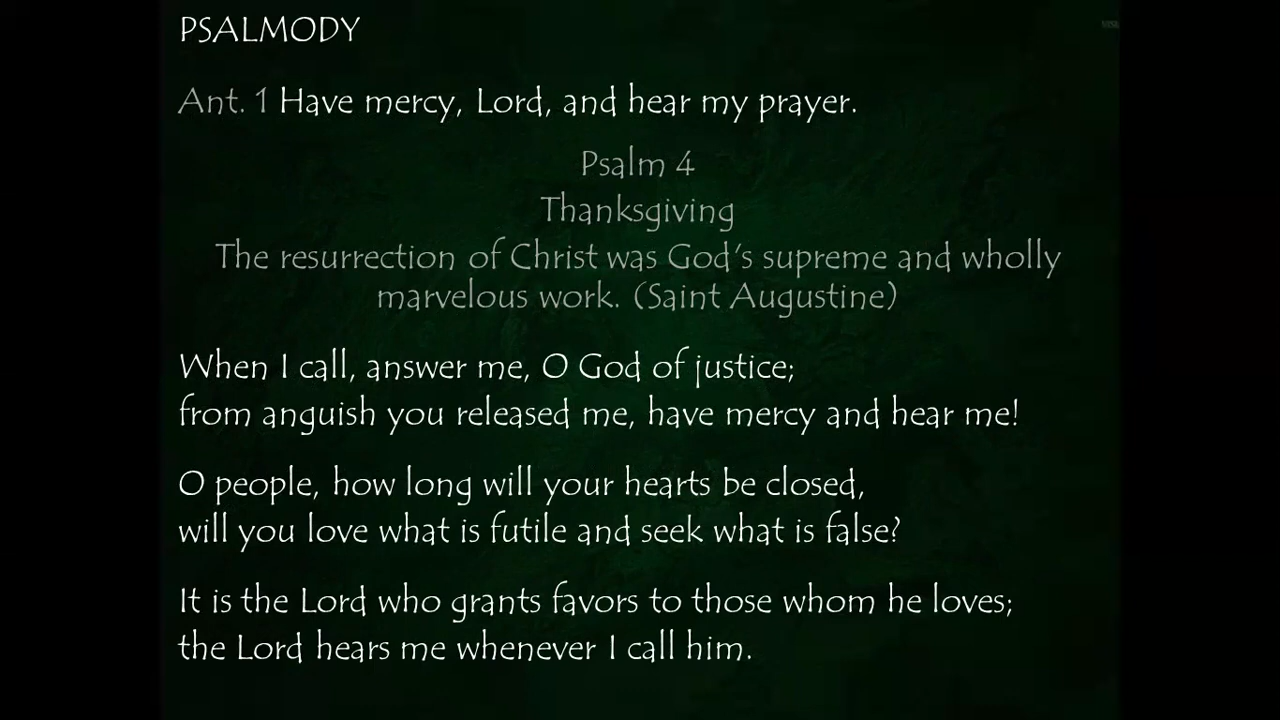 PSALMODY
Ant. 1 Have mercy, Lord, and hear my prayer.
Psalm 4
Thanksgiving
The resurrection of Christ was God's supreme and wholly
marvelous work. (Saint Augustine)
When I call, answer me, O God of justice;
from anguish you released me, have mercy and hear me!
O people, how long will your hearts be closed,
will you love what is futile and seek what is false?
It is the Lord who grants favors to those whom he loves;
the Lord hears me whenever I call him.